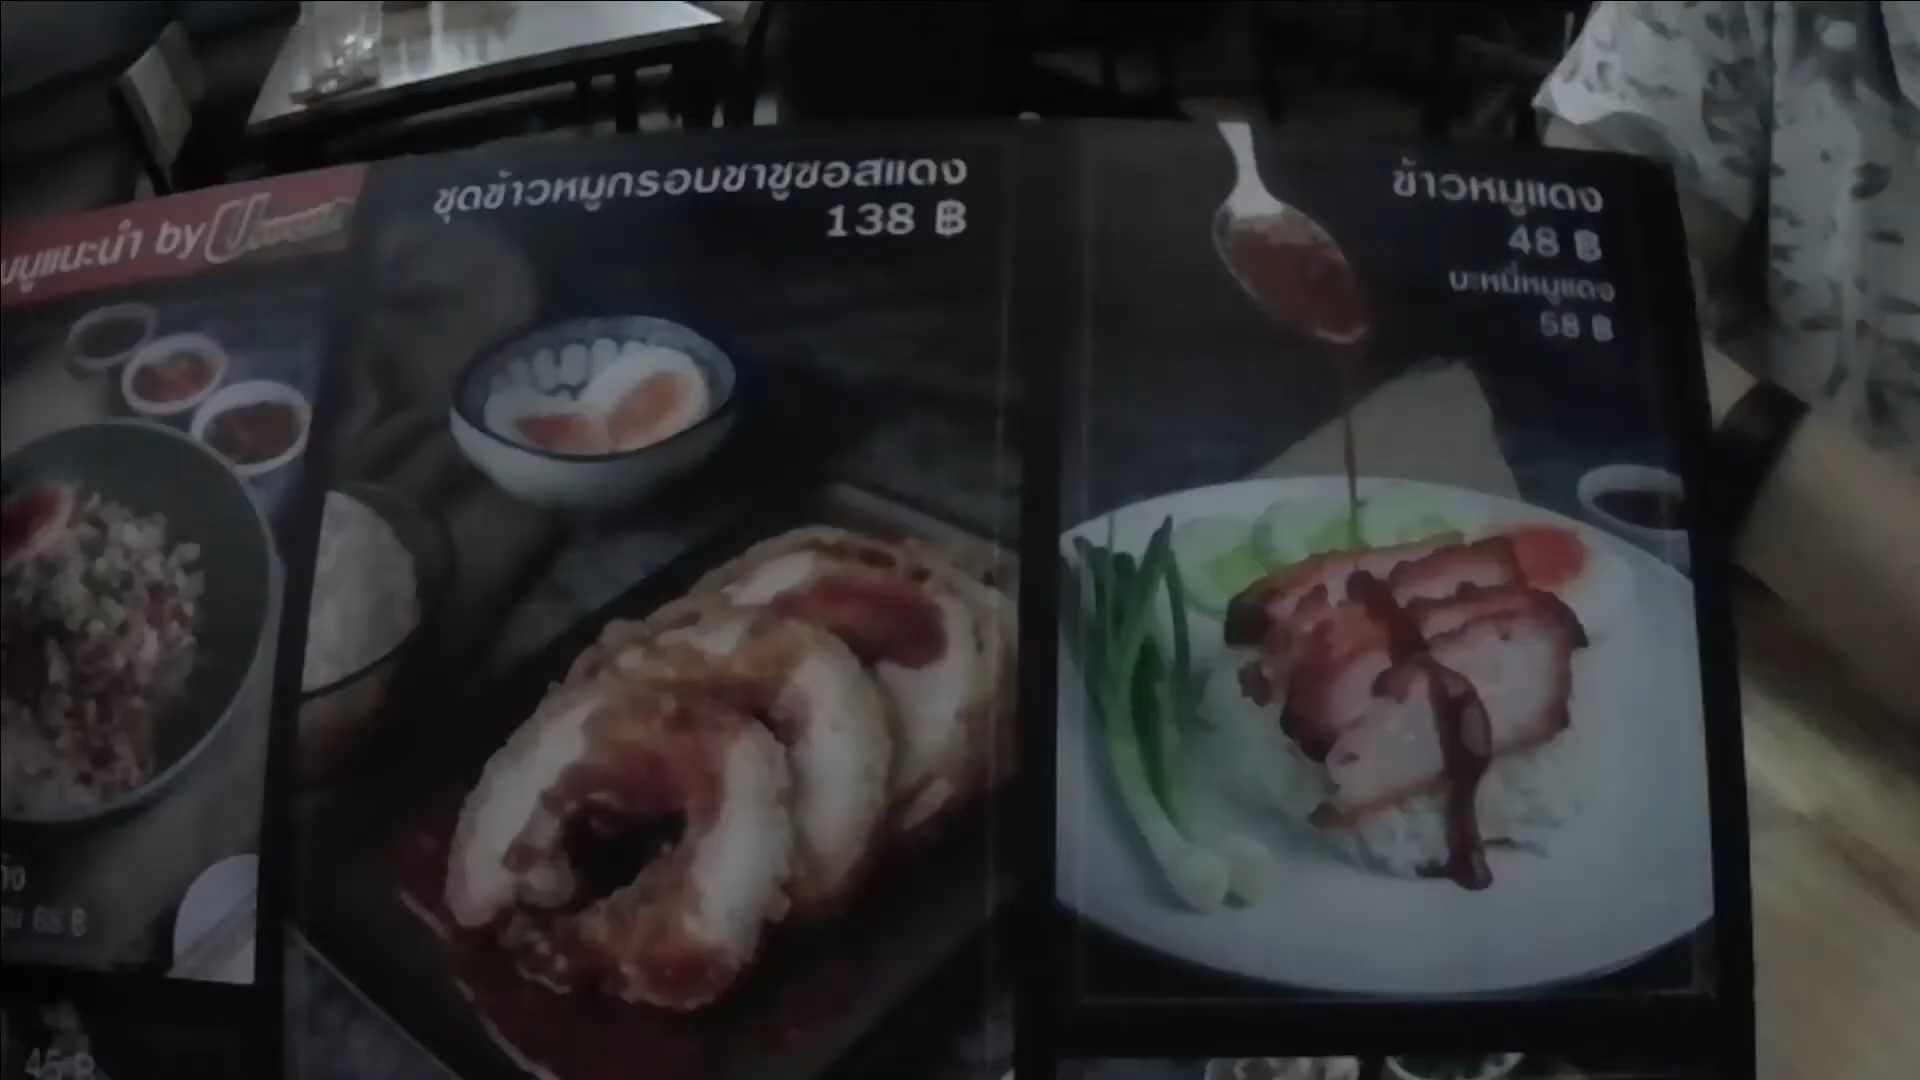 เมนูแนะนำ by
ชุดข้าวหมูกรอบชาชูซอสแดง
138 ฿
ข้าวหมูแดง
48 ฿
บะหมี่หมูแดง
58 ฿
68 ฿
45 ฿